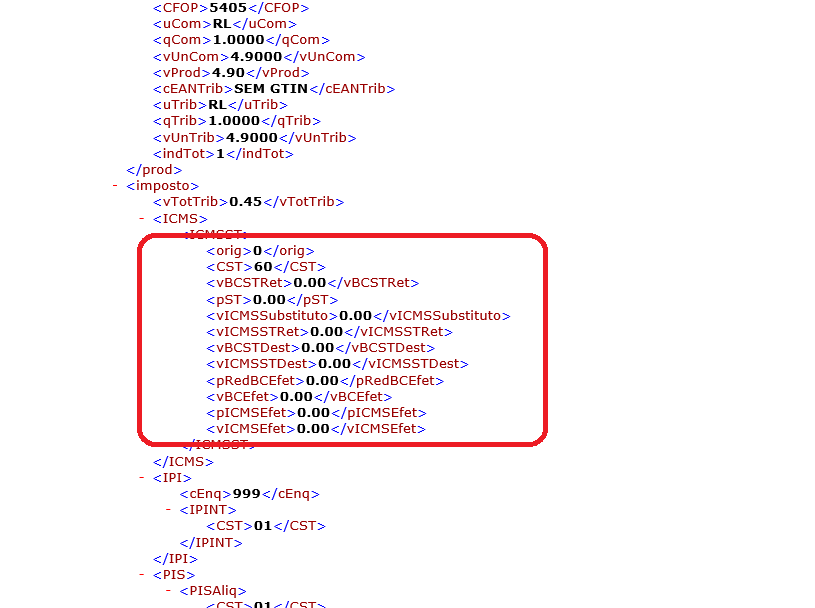 <CFOP>5405</CFOP>
<uCom>RL</uCom>
<qCom>1.0000</qCom>
<vUnCom>4.9000</vUnCom>
<vProd>4.90</vProd>
<cEANTrib>SEM GTIN</cEANTrib>
<uTrib>RL</uTrib>
<qTrib>1.0000</qTrib>
<vUnTrib>4.9000</vUnTrib>
<indTot>1</indTot>
</prod>
- <imposto>
<vTotTrib>0.45</vTotTrib>
- <ICMS>
<ICMSST>
<orig>0</orig>
<CST>60</CST>
<vBCSTRet>0.00</vBCSTRet>
<pST>0.00</pST>
<vICMSSubstituto>0.00</vICMSSubstituto>
<vICMSSTRet>0.00</vICMSSTRet>
<vBCSTDest>0.00</vBCSTDest>
<vICMSSTDest>0.00</vICMSSTDest>
<pRedBCEfet>0.00</pRedBCEfet>
<vBCEfet>0.00</vBCEfet>
<pICMSEfet>0.00</pICMSEfet>
<vICMSEfet>0.00</vICMSEfet>
</ICMSST>
</ICMS>
- <IPI>
<cEnq>999</cEnq>
- <IPINT>
<CST>01</CST>
</IPINT>
</IPI>
- <PIS>
- <PISAliq>
<CST>01</CST>